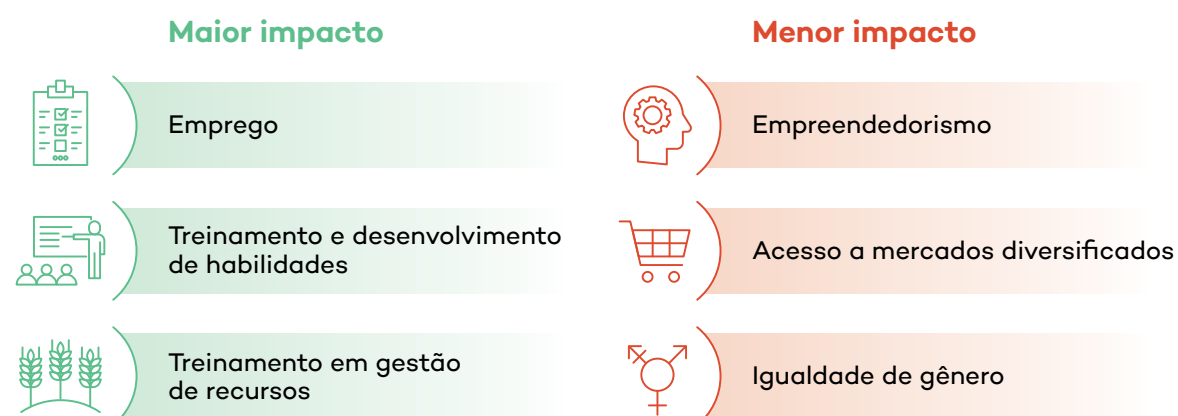 Maior impacto
Emprego
Treinamento e desenvolvimento
de habilidades
Treinamento em gestão
de recursos
Menor impacto
Empreendedorismo
Acesso a mercados diversificados
Igualdade de gênero